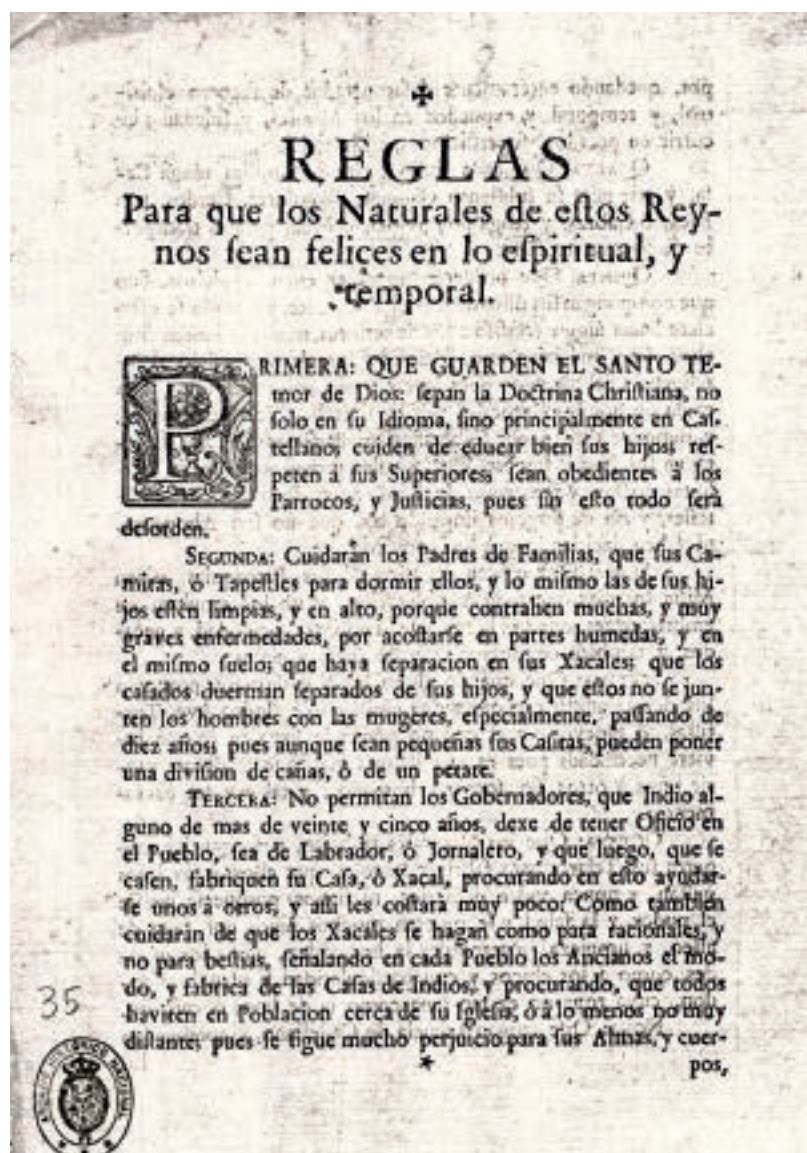 ✠
REGLAS
Para que los Naturales de eſtos Rey-
nos ſean felices en lo eſpiritual, y
temporal.
PRIMERA: QUE GUARDEN EL SANTO TE-
mor de Dios: ſepan la Doctrina Chriſtiana, no
ſolo en ſu Idioma, ſino principalmente en Caſ-
tellano; cuiden de educar bien ſus hijos; reſ-
peten à ſus Superiores; ſean obedientes à los
Parrocos, y Juſticias, pues ſin eſto todo ſerà
deſorden.
SEGUNDA: Cuidaràn los Padres de Familias, que ſus Ca-
mitas, ò Tapeſtles para dormir ellos, y lo miſmo las de ſus hi-
jos eſtèn limpias, y en alto, porque contrahen muchas, y muy
graves enfermedades, por acoſtarſe en partes humedas, y en
el miſmo ſuelo; que haya ſeparacion en ſus Xacales; que los
caſados duerman ſeparados de ſus hijos, y que eſtos no ſe jun-
ten los hombres con las mugeres, eſpecialmente, paſſando de
diez años; pues aunque ſean pequeñas ſus Caſitas, pueden poner
una diviſion de cañas, ò de un petate.
TERCERA: No permitan los Gobernadores, que Indio al-
guno de mas de veinte y cinco años, dexe de tener Oficio en
el Pueblo, ſea de Labrador, ò Jornalero, y que luego, que ſe
caſen, fabriquen ſu Caſa, ò Xacal, procurando en eſto ayudar-
ſe unos à otros, y aſſi les coſtarà muy poco: Como tambien
cuidaràn de que los Xacales ſe hagan como para racionales, y
no para beſtias, ſeñalando en cada Pueblo los Ancianos el mo-
do, y fabrica de las Caſas de Indios, y procurando, que todos
haviten en Poblacion cerca de ſu Igleſia, ò à lo menos no muy
diſtante; pues ſe ſigue mucho perjuicio para ſus Almas, y cuer-
* pos,
35
ARCHIVO HISTÓRICO NACIONAL